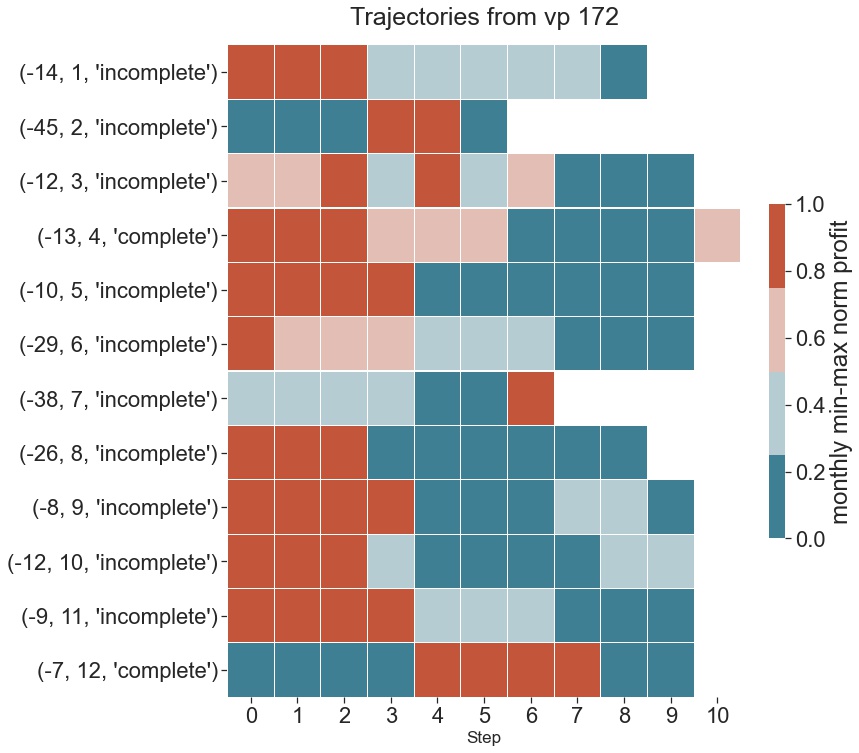 Trajectories from vp 172
(-14, 1, 'incomplete')
(-45, 2, 'incomplete')
(-12, 3, 'incomplete')
(-13, 4, 'complete')
(-10, 5, 'incomplete')
(-29, 6, 'incomplete')
(-38, 7, 'incomplete')
(-26, 8, 'incomplete')
(-8, 9, 'incomplete')
(-12, 10, 'incomplete')
(-9, 11, 'incomplete')
(-7, 12, 'complete')
0 1 2 3 4 5 6 7 8 9 10
Step
1.0
0.8
0.6
0.4
0.2
0.0
monthly min-max norm profit